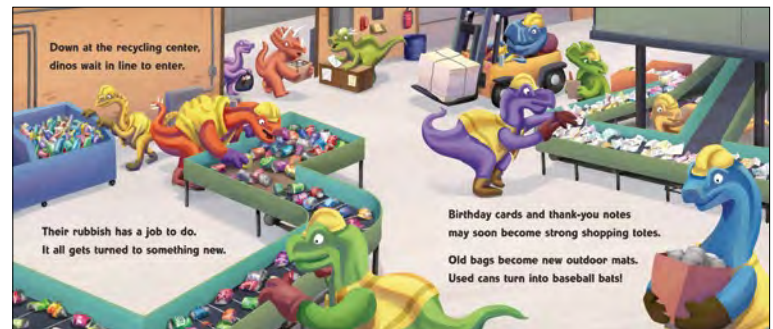 Down at the recycling center,
dinos wait in line to enter.
Their rubbish has a job to do.
It all gets turned to something new.
Birthday cards and thank-you notes
may soon become strong shopping totes.
Old bags become new outdoor mats.
Used cans turn into baseball bats!